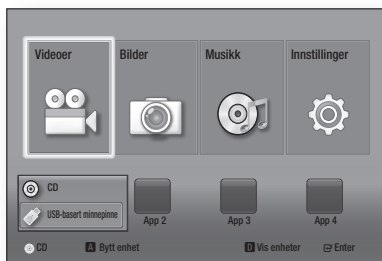 Videoer Bilder Musikk Innstillinger
CD
USB-basert minnepinne
App 2 App 3 App 4
CD A Bytt enhet D Vis enheter Enter